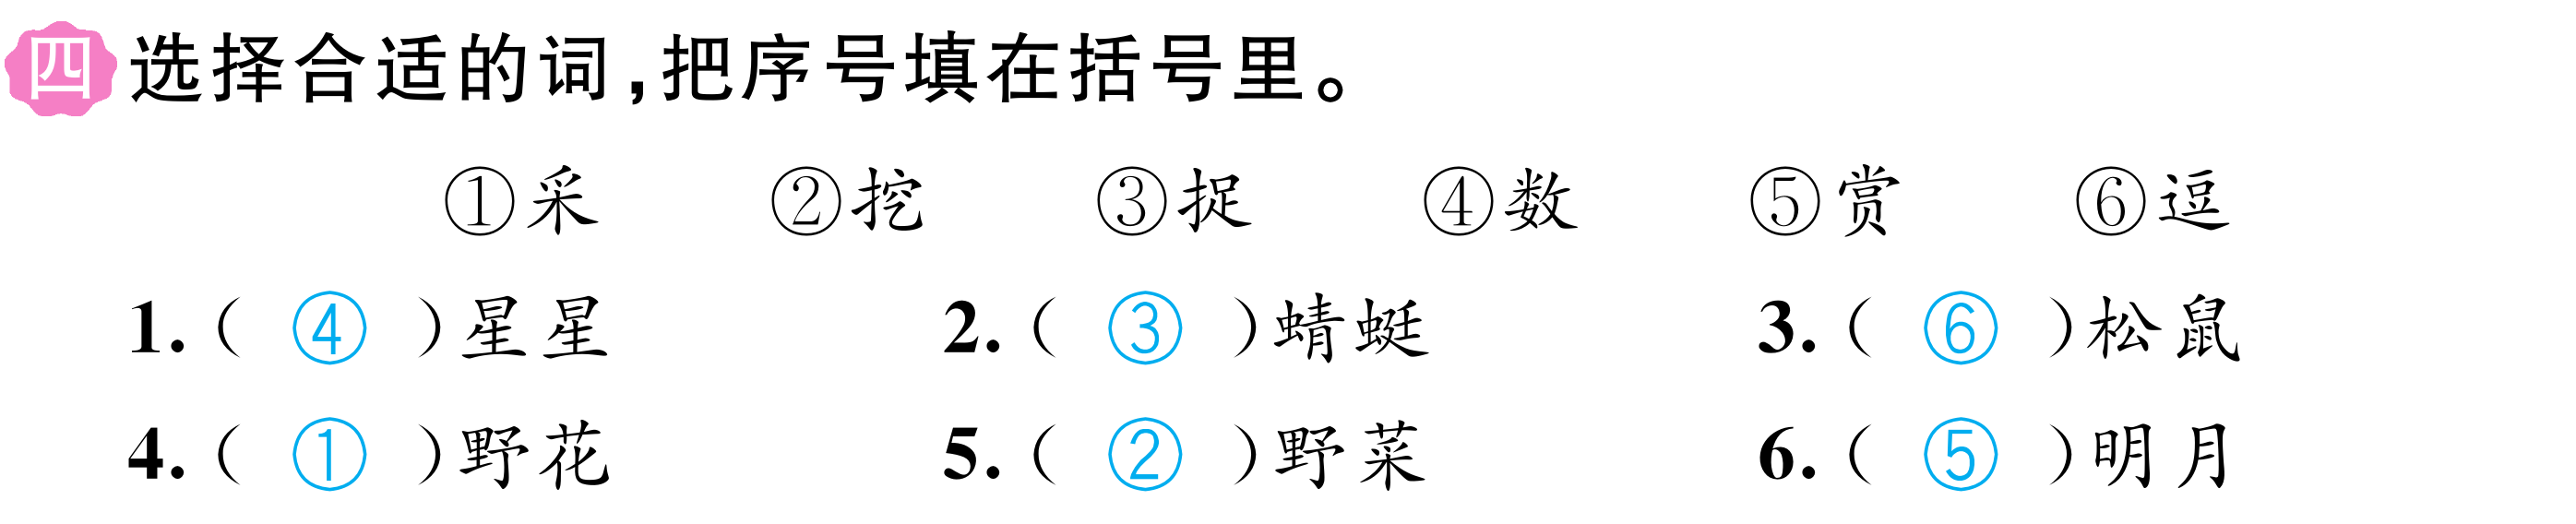 四 选择合适的词,把序号填在括号里。
①采 ②挖 ③捉 ④数 ⑤赏 ⑥逗
1.( ④ )星星 2.( ③ )蜻蜓 3.( ⑥ )松鼠
4.( ① )野花 5.( ② )野菜 6.( ⑤ )明月